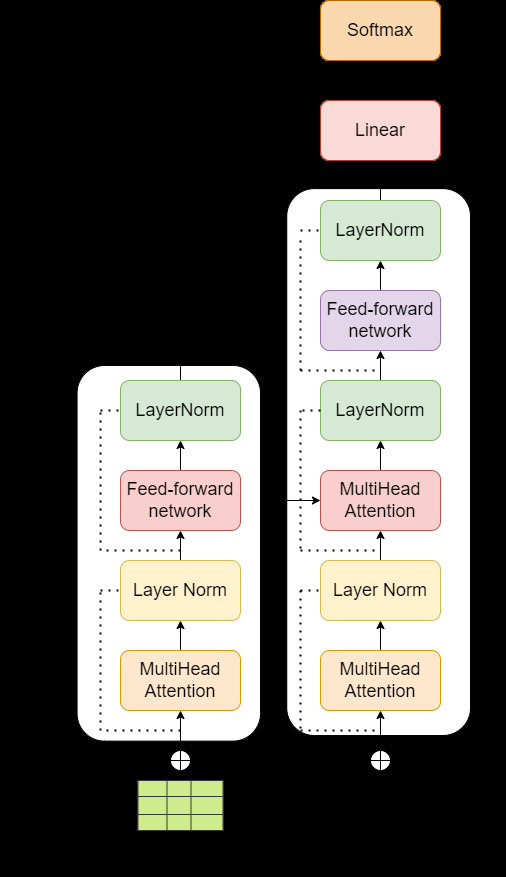 Softmax
Linear
LayerNorm
Feed-forward
network
LayerNorm
MultiHead
Attention
Layer Norm
MultiHead
Attention
LayerNorm
Feed-forward
network
Layer Norm
MultiHead
Attention